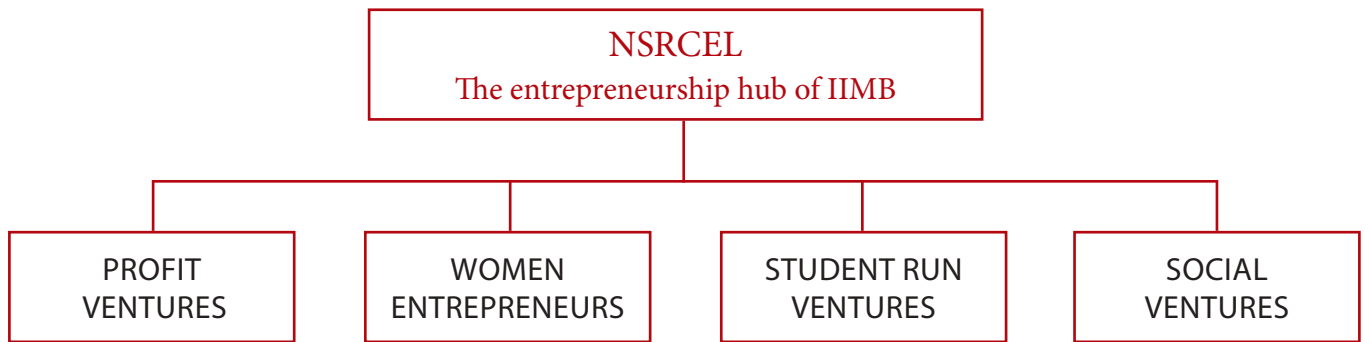 NSRCEL
The entrepreneurship hub of IIMB
PROFIT
VENTURES
WOMEN
ENTREPRENEURS
STUDENT RUN
VENTURES
SOCIAL
VENTURES